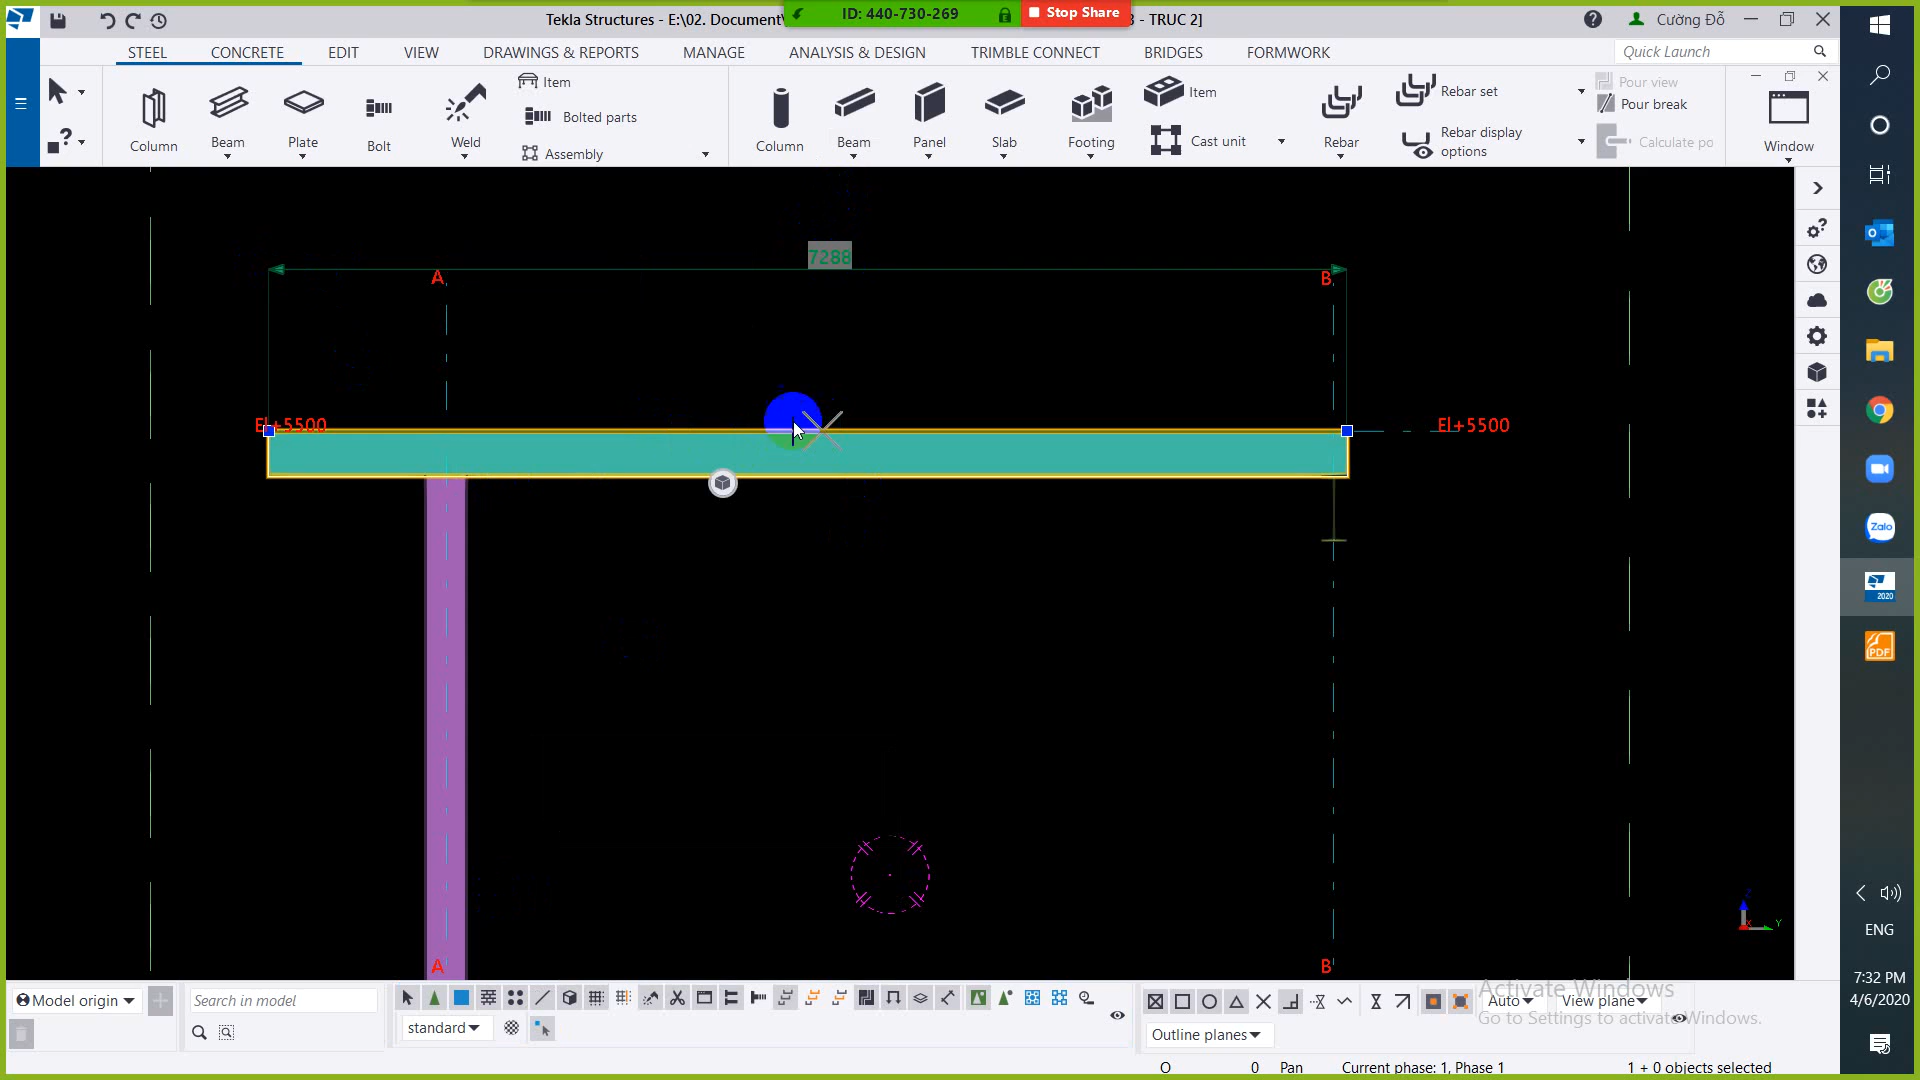 Tekla Structures - E:\02. Document\
ID: 440-730-269
Stop Share
3 - TRUC 2]
Cường Đỗ
STEEL
CONCRETE
EDIT
VIEW
DRAWINGS & REPORTS
MANAGE
ANALYSIS & DESIGN
TRIMBLE CONNECT
BRIDGES
FORMWORK
Quick Launch
Column
Beam
Plate
Bolt
Weld
Item
Bolted parts
Assembly
Column
Beam
Panel
Slab
Footing
Item
Cast unit
Rebar
Rebar set
Rebar display
options
Pour view
Pour break
Calculate po
Window
7288
A
B
El+5500
El+5500
A
B
Z
Y
Zalo
2020
PDF
ENG
7:32 PM
4/6/2020
Model origin
Search in model
standard
Auto
View plane
Outline planes
Activate Windows
Go to Settings to activate Windows.
O
0
Pan
Current phase: 1, Phase 1
1 + 0 objects selected